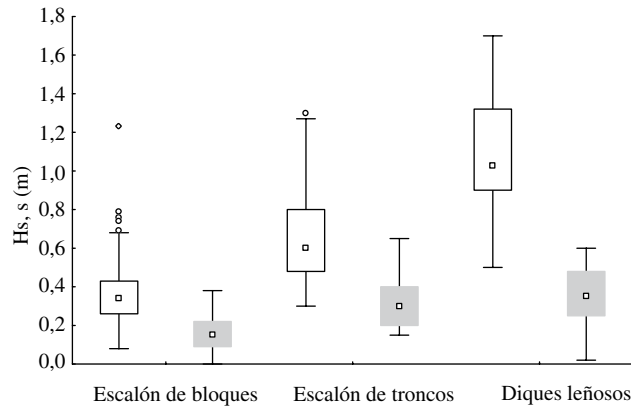 1,8
1,6
1,4
1,2
1,0
0,8
0,6
0,4
0,2
0,0
Hs, s (m)
Escalón de bloques
Escalón de troncos
Diques leñosos